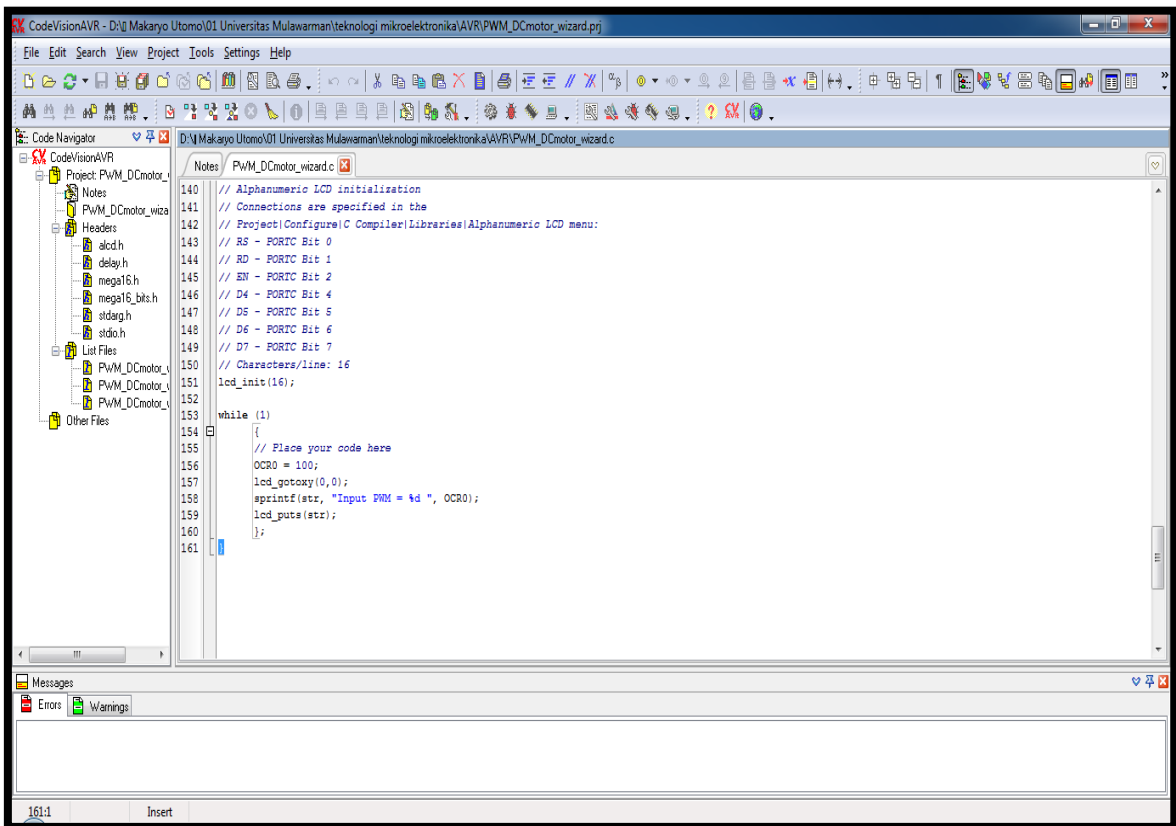 CodeVisionAVR - D:\|| Makaryo Utomo\01 Universitas Mulawarman\teknologi mikroelektronika\AVR\PWM_DCmotor_wizard.prj
File Edit Search View Project Tools Settings Help
Code Navigator
D:\|| Makaryo Utomo\01 Universitas Mulawarman\teknologi mikroelektronika\AVR\PWM_DCmotor_wizard.c
CodeVisionAVR
Project: PWM_DCmotor_
Notes
PWM_DCmotor_wiza
Headers
alcd.h
delay.h
mega16.h
mega16_bits.h
stdarg.h
stdio.h
List Files
PWM_DCmotor_w
PWM_DCmotor_w
PWM_DCmotor_w
Other Files
Notes PWM_DCmotor_wizard.c
140 // Alphanumeric LCD initialization
141 // Connections are specified in the
142 // Project|Configure|C Compiler|Libraries|Alphanumeric LCD menu:
143 // RS - PORTC Bit 0
144 // RD - PORTC Bit 1
145 // EN - PORTC Bit 2
146 // D4 - PORTC Bit 4
147 // D5 - PORTC Bit 5
148 // D6 - PORTC Bit 6
149 // D7 - PORTC Bit 7
150 // Characters/line: 16
151 lcd_init(16);
152
153 while (1)
154 {
155 // Place your code here
156 OCR0 = 100;
157 lcd_gotoxy(0,0);
158 sprintf(str, "Input PWM = %d ", OCR0);
159 lcd_puts(str);
160 };
161 }
Messages
Errors Warnings
161:1 Insert